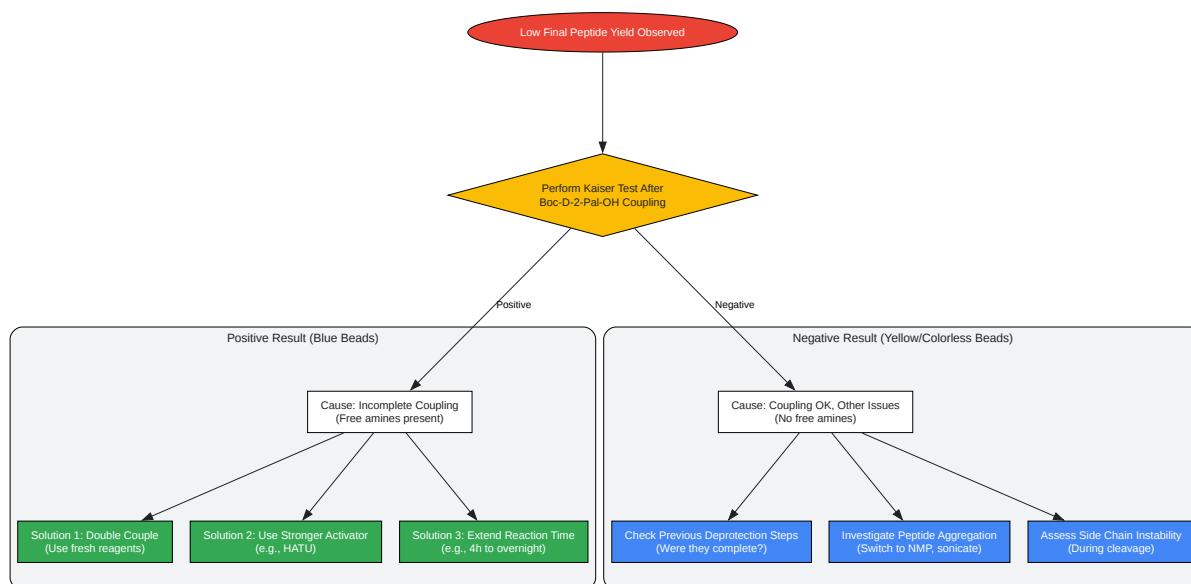 Low Final Peptide Yield Observed
Perform Kaiser Test After
Boc-D-2-Pal-OH Coupling
Positive
Negative
Positive Result (Blue Beads)
Negative Result (Yellow/Colorless Beads)
Cause: Incomplete Coupling
(Free amines present)
Cause: Coupling OK, Other Issues
(No free amines)
Solution 1: Double Couple
(Use fresh reagents)
Solution 2: Use Stronger Activator
(e.g., HATU)
Solution 3: Extend Reaction Time
(e.g., 4h to overnight)
Check Previous Deprotection Steps
(Were they complete?)
Investigate Peptide Aggregation
(Switch to NMP, sonicate)
Assess Side Chain Instability
(During cleavage)